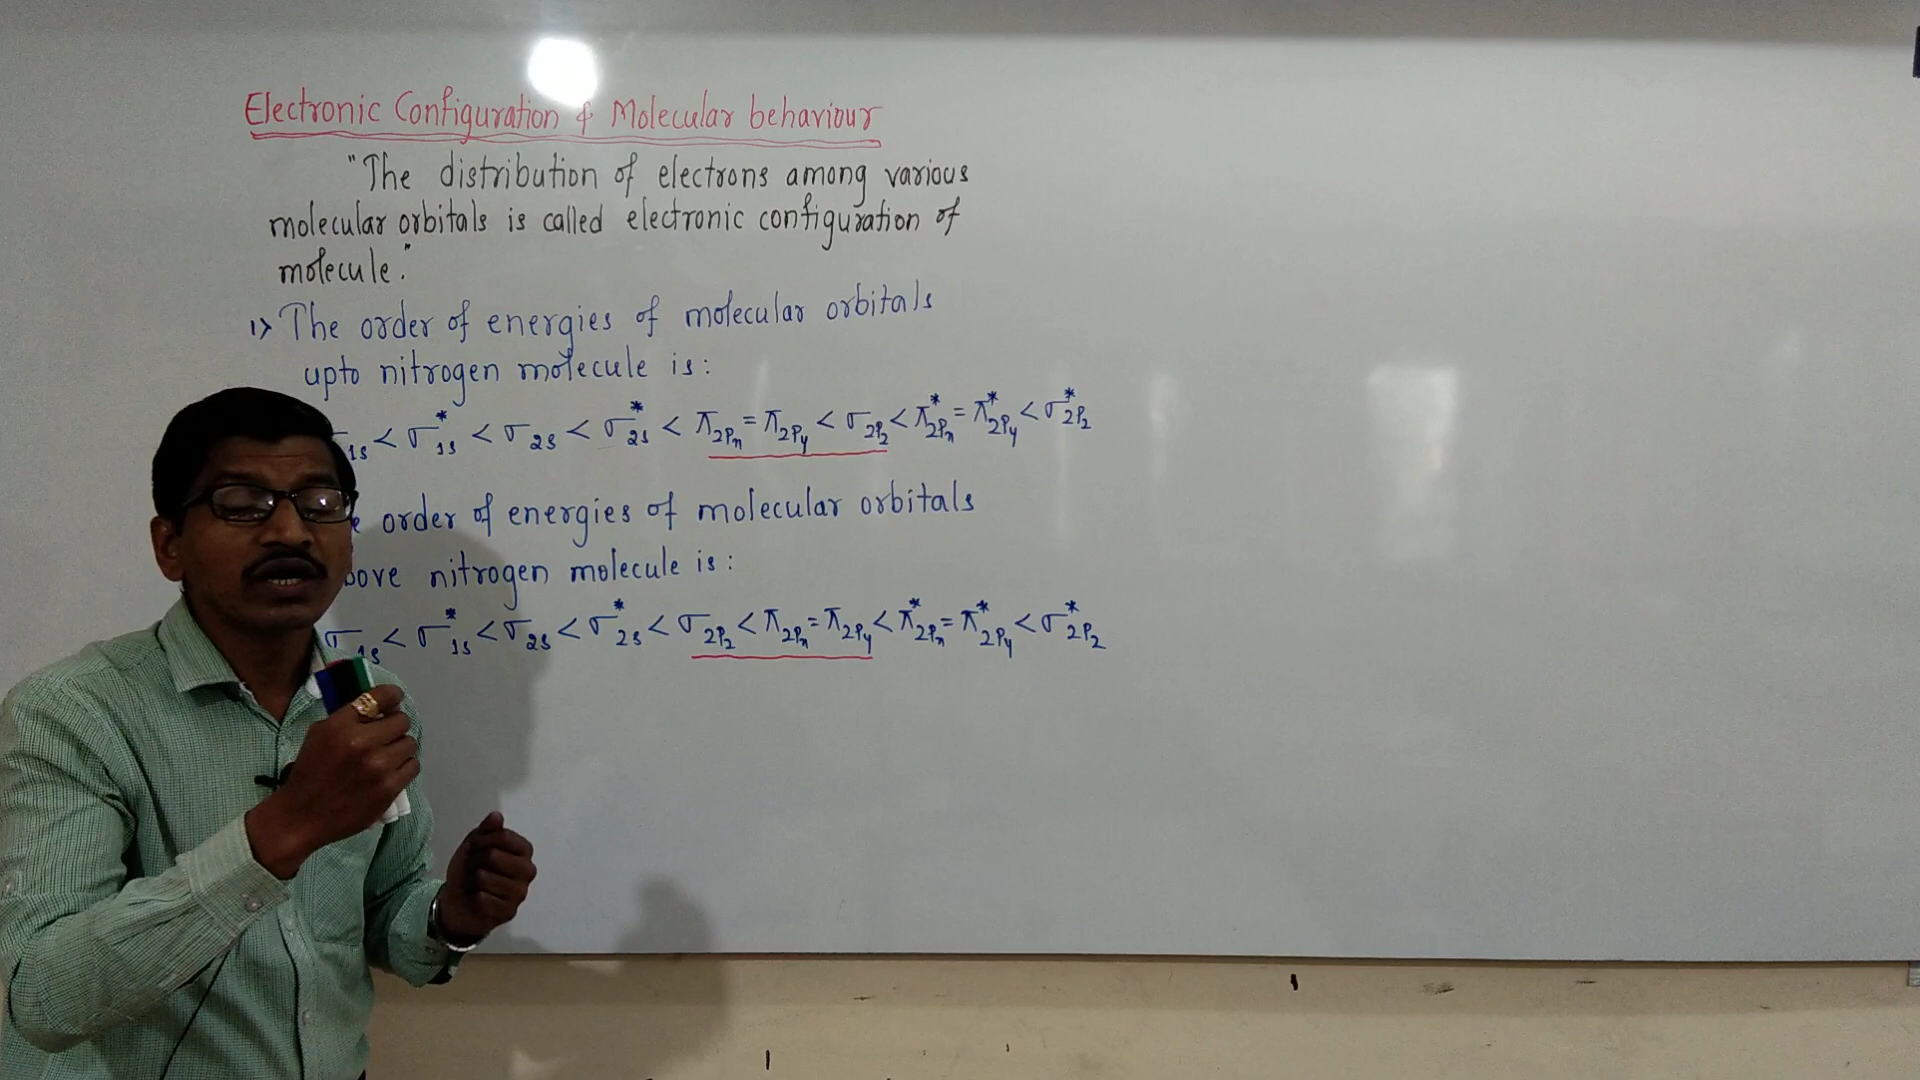 Electronic Configuration & Molecular behaviour
"The distribution of electrons among various
molecular orbitals is called electronic configuration of
molecule."
1> The order of energies of molecular orbitals
upto nitrogen molecule is:
1s < σ*1s < σ2s < σ*2s < π2px = π2py < σ2pz < π*2px = π*2py < σ*2pz
order of energies of molecular orbitals
nitrogen molecule is:
σ1s < σ*1s < σ2s < σ*2s < σ2pz < π2px = π2py < π*2px = π*2py < σ*2pz